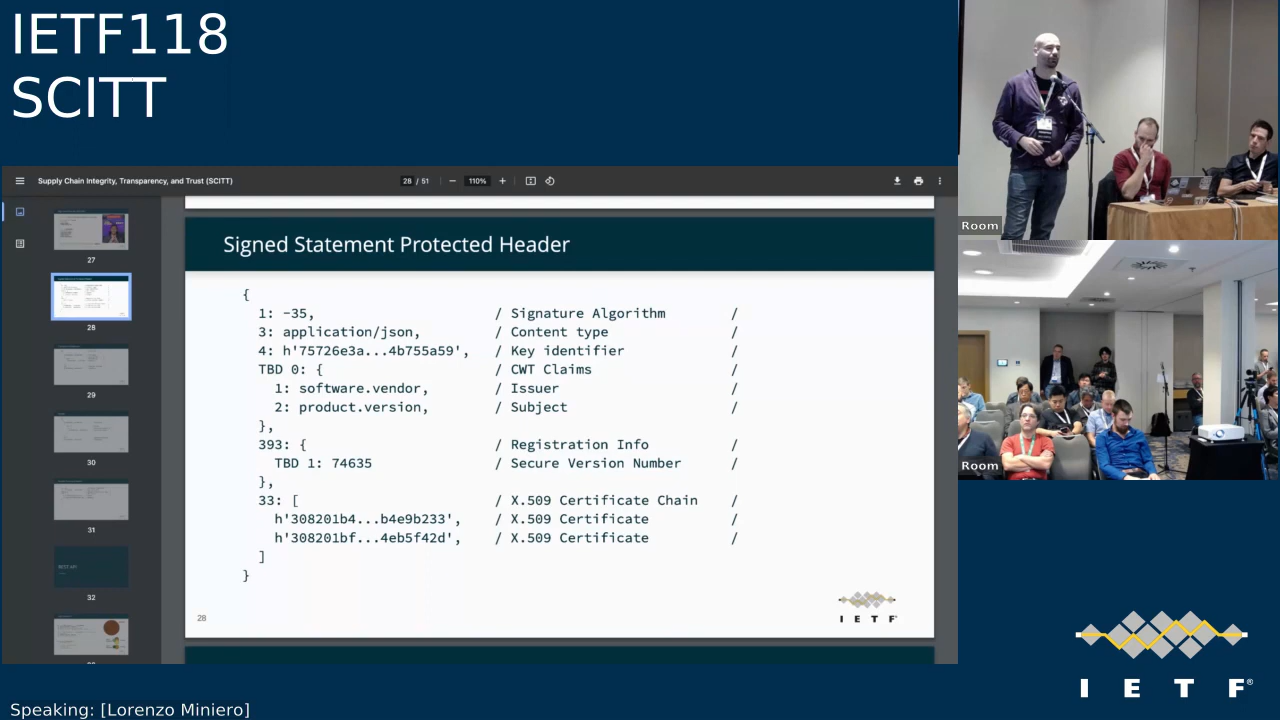 IETF118
SCITT
Supply Chain Integrity, Transparency, and Trust (SCITT)
28 / 51
110%
27
28
29
30
31
32
Signed Statement Protected Header
{
1: -35, / Signature Algorithm /
3: application/json, / Content type /
4: h'75726e3a...4b755a59', / Key identifier /
TBD 0: { / CWT Claims /
1: software.vendor, / Issuer /
2: product.version, / Subject /
},
393: { / Registration Info /
TBD 1: 74635 / Secure Version Number /
},
33: [ / X.509 Certificate Chain /
h'308201b4...b4e9b233', / X.509 Certificate /
h'308201bf...4eb5f42d', / X.509 Certificate /
]
}
28
I E T F
Room
Room
I E T F®
Speaking: [Lorenzo Miniero]